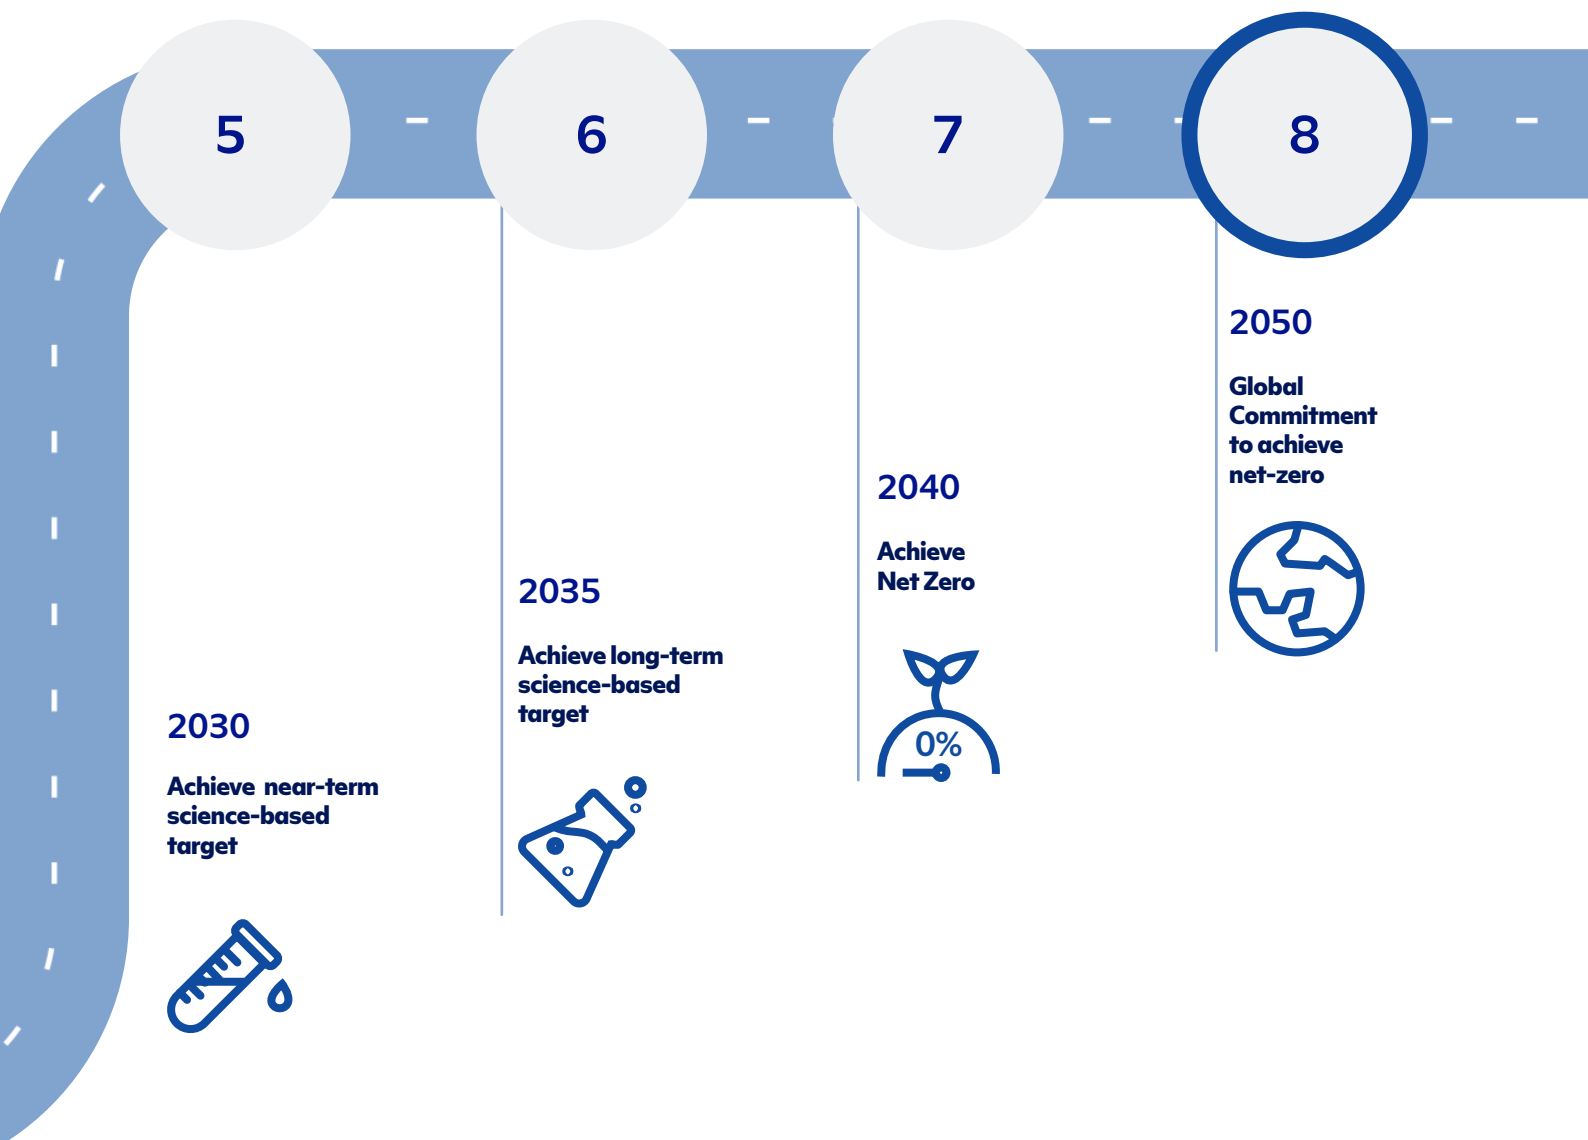 5
6
7
8
2030
Achieve near-term
science-based
target
2035
Achieve long-term
science-based
target
2040
Achieve
Net Zero
0%
2050
Global
Commitment
to achieve
net-zero